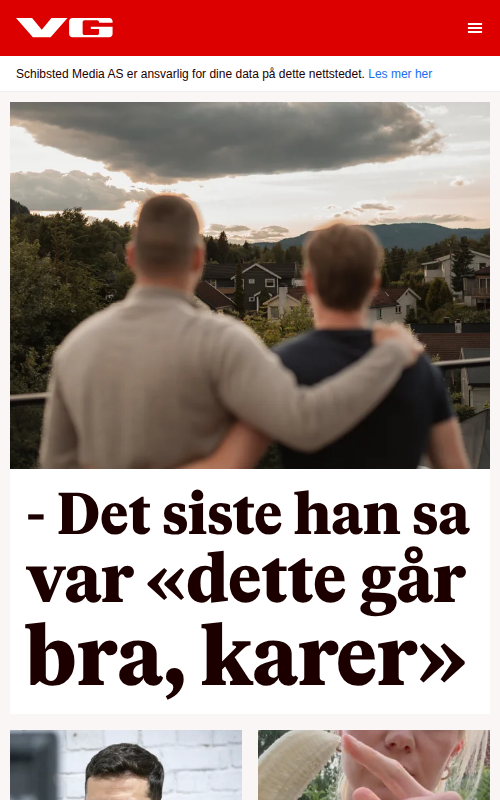 VG
Schibsted Media AS er ansvarlig for dine data på dette nettstedet. Les mer her
- Det siste han sa
var «dette går
bra, karer»